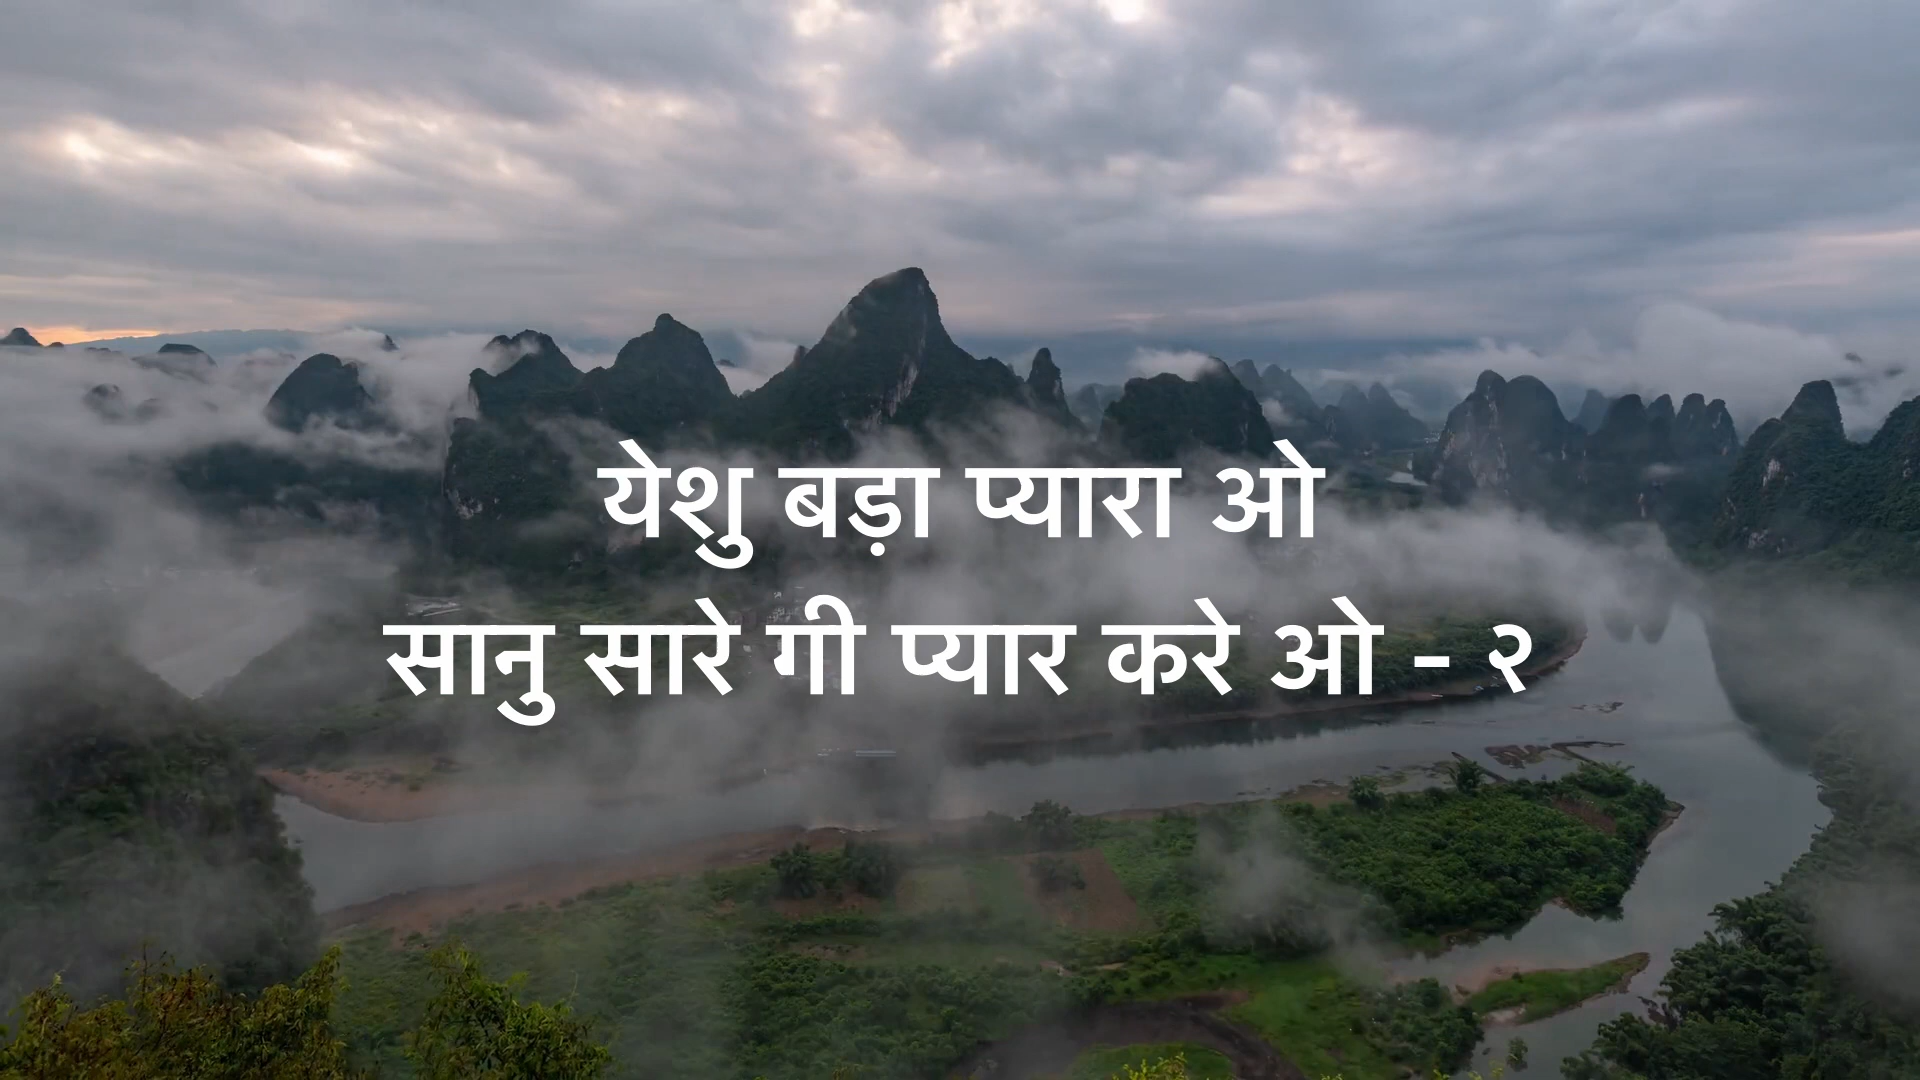 येशु बड़ा प्यारा ओ
सानु सारे गी प्यार करे ओ - २